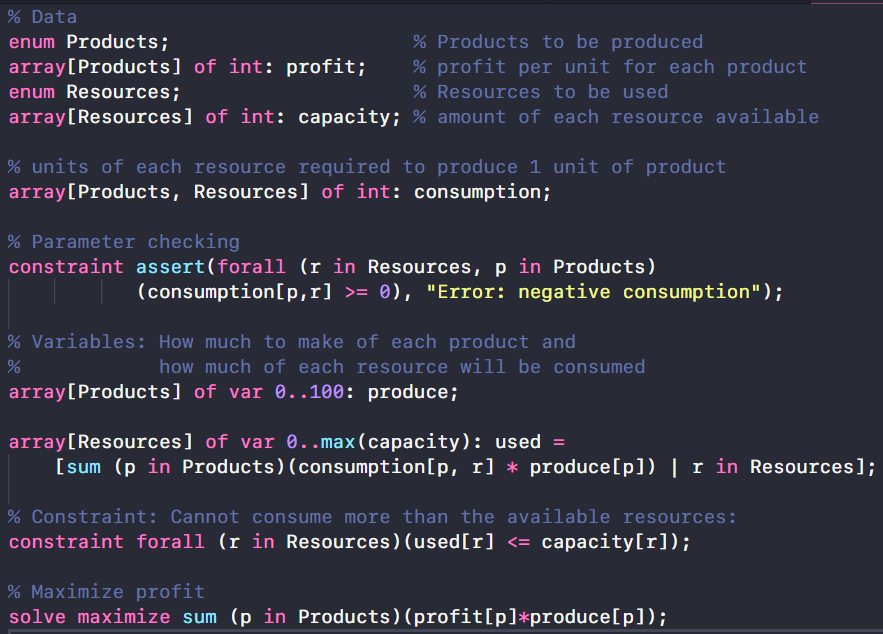 % Data
enum Products;                     % Products to be produced
array[Products] of int: profit;    % profit per unit for each product
enum Resources;                    % Resources to be used
array[Resources] of int: capacity; % amount of each resource available

% units of each resource required to produce 1 unit of product
array[Products, Resources] of int: consumption;

% Parameter checking
constraint assert(forall (r in Resources, p in Products)
           (consumption[p,r] >= 0), "Error: negative consumption");

% Variables: How much to make of each product and
%            how much of each resource will be consumed
array[Products] of var 0..100: produce;

array[Resources] of var 0..max(capacity): used =
    [sum (p in Products)(consumption[p, r] * produce[p]) | r in Resources];

% Constraint: Cannot consume more than the available resources:
constraint forall (r in Resources)(used[r] <= capacity[r]);

% Maximize profit
solve maximize sum (p in Products)(profit[p]*produce[p]);